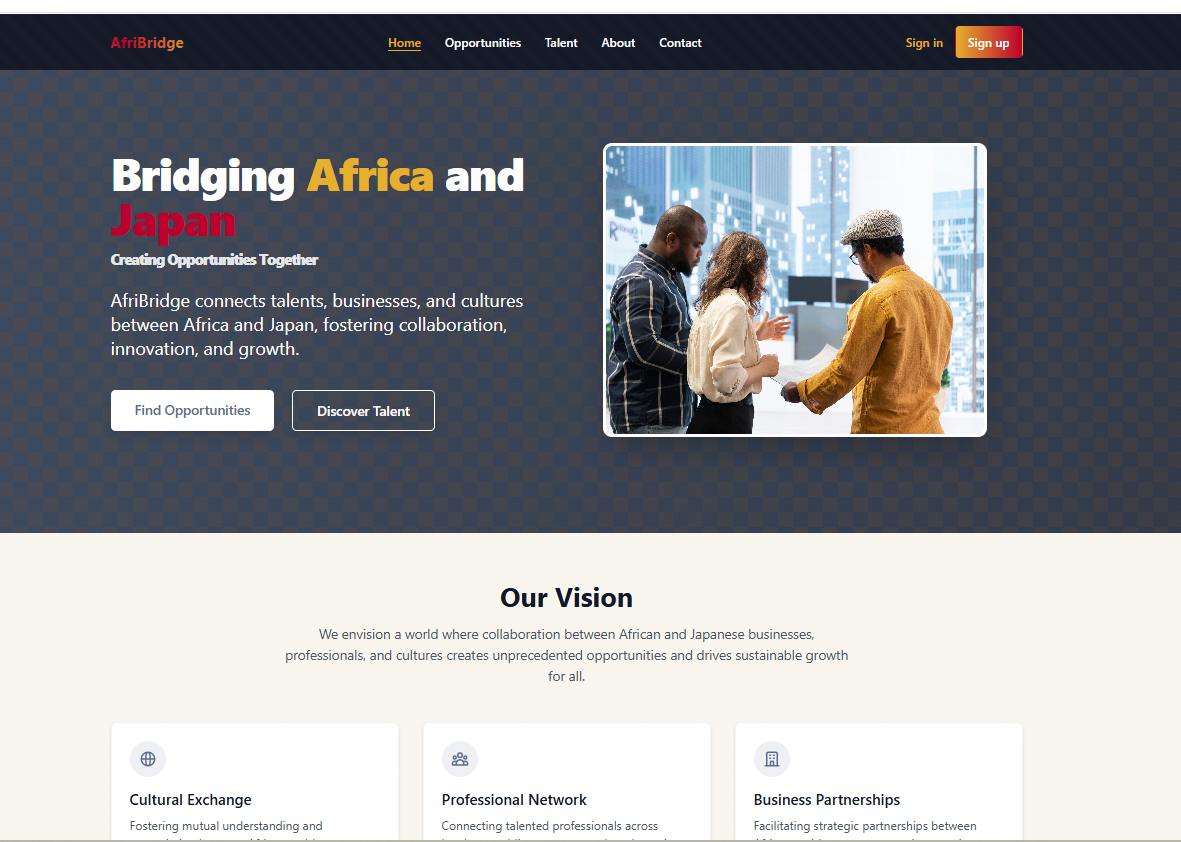 AfriBridge
Home Opportunities Talent About Contact
Sign in Sign up
Bridging Africa and
Japan
Creating Opportunities Together
AfriBridge connects talents, businesses, and cultures
between Africa and Japan, fostering collaboration,
innovation, and growth.
Find Opportunities Discover Talent
Our Vision
We envision a world where collaboration between African and Japanese businesses,
professionals, and cultures creates unprecedented opportunities and drives sustainable growth
for all.
Cultural Exchange
Fostering mutual understanding and
Professional Network
Connecting talented professionals across
Business Partnerships
Facilitating strategic partnerships between